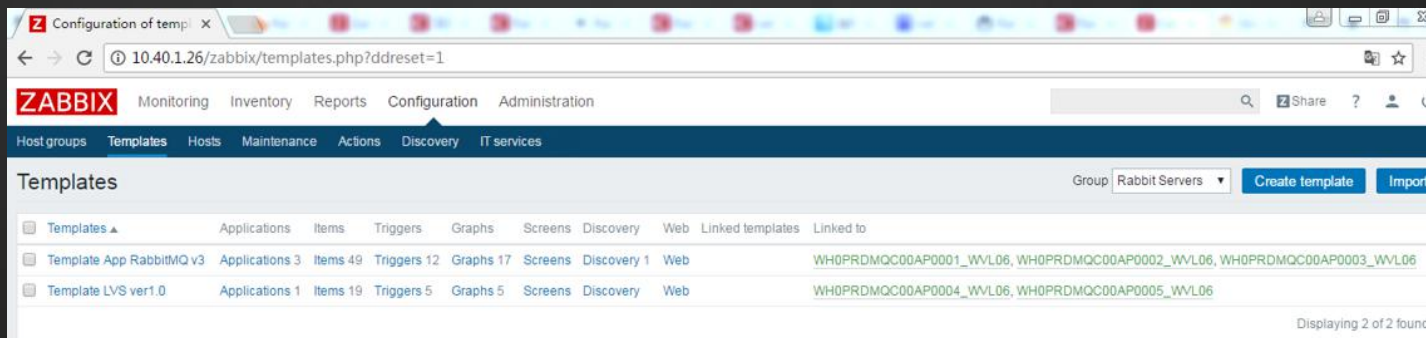 Z Configuration of templ ×
10.40.1.26/zabbix/templates.php?ddreset=1
ZABBIX Monitoring Inventory Reports Configuration Administration Z Share ?
Host groups Templates Hosts Maintenance Actions Discovery IT services
Templates Group Rabbit Servers ▼ Create template Import
Templates ▲ Applications Items Triggers Graphs Screens Discovery Web Linked templates Linked to
Template App RabbitMQ v3 Applications 3 Items 49 Triggers 12 Graphs 17 Screens Discovery 1 Web WH0PRDMQC00AP0001_WVL06, WH0PRDMQC00AP0002_WVL06, WH0PRDMQC00AP0003_WVL06
Template LVS ver1.0 Applications 1 Items 19 Triggers 5 Graphs 5 Screens Discovery Web WH0PRDMQC00AP0004_WVL06, WH0PRDMQC00AP0005_WVL06
Displaying 2 of 2 found